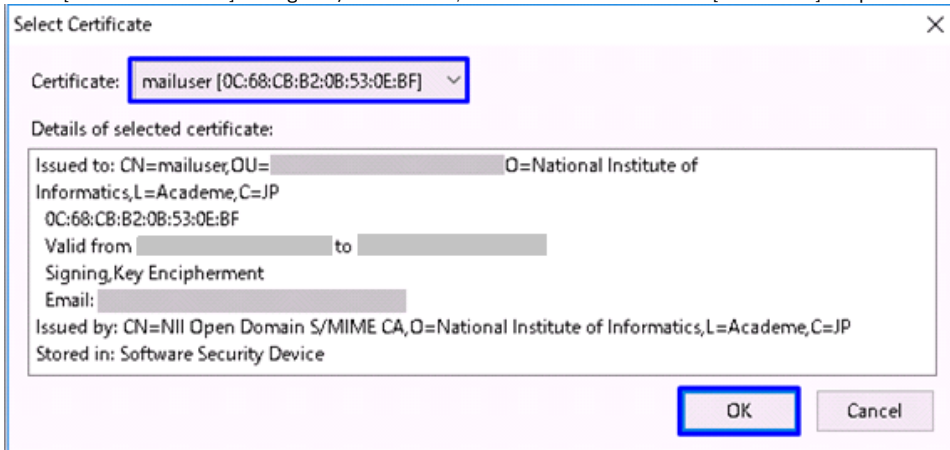 Select Certificate
Certificate: mailuser [0C:68:CB:B2:0B:53:0E:BF]
Details of selected certificate:
Issued to: CN=mailuser,OU= O=National Institute of
Informatics,L=Academe,C=JP
0C:68:CB:B2:0B:53:0E:BF
Valid from to
Signing,Key Encipherment
Email:
Issued by: CN=NII Open Domain S/MIME CA,O=National Institute of Informatics,L=Academe,C=JP
Stored in: Software Security Device
OK Cancel